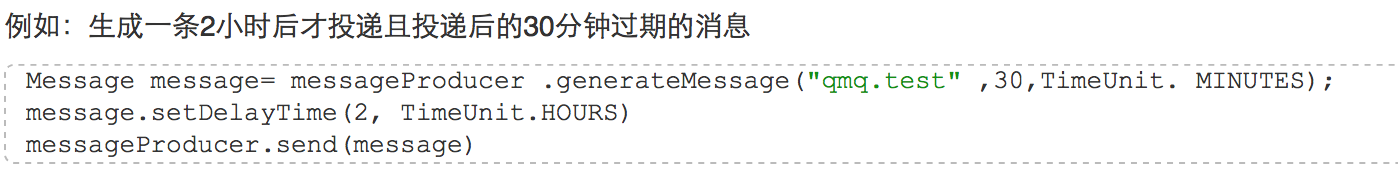 例如：生成一条2小时后才投递且投递后的30分钟过期的消息
Message message= messageProducer .generateMessage("qmq.test" ,30,TimeUnit. MINUTES);
message.setDelayTime(2, TimeUnit.HOURS)
messageProducer.send(message)